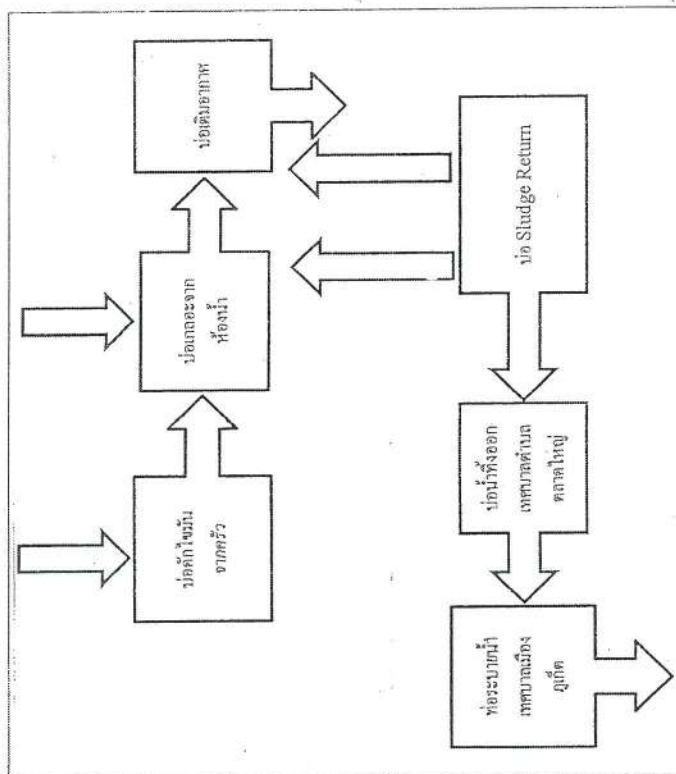 บ่อดักไขมัน
จากครัว
บ่อเกลอะจาก
ห้องน้ำ
บ่อเติมอากาศ
บ่อ Sludge Return
บ่อน้ำทิ้งออก
เทศบาลตำบล
ตลาดใหญ่
ท่อระบายน้ำ
เทศบาลเมือง
ภูเก็ต